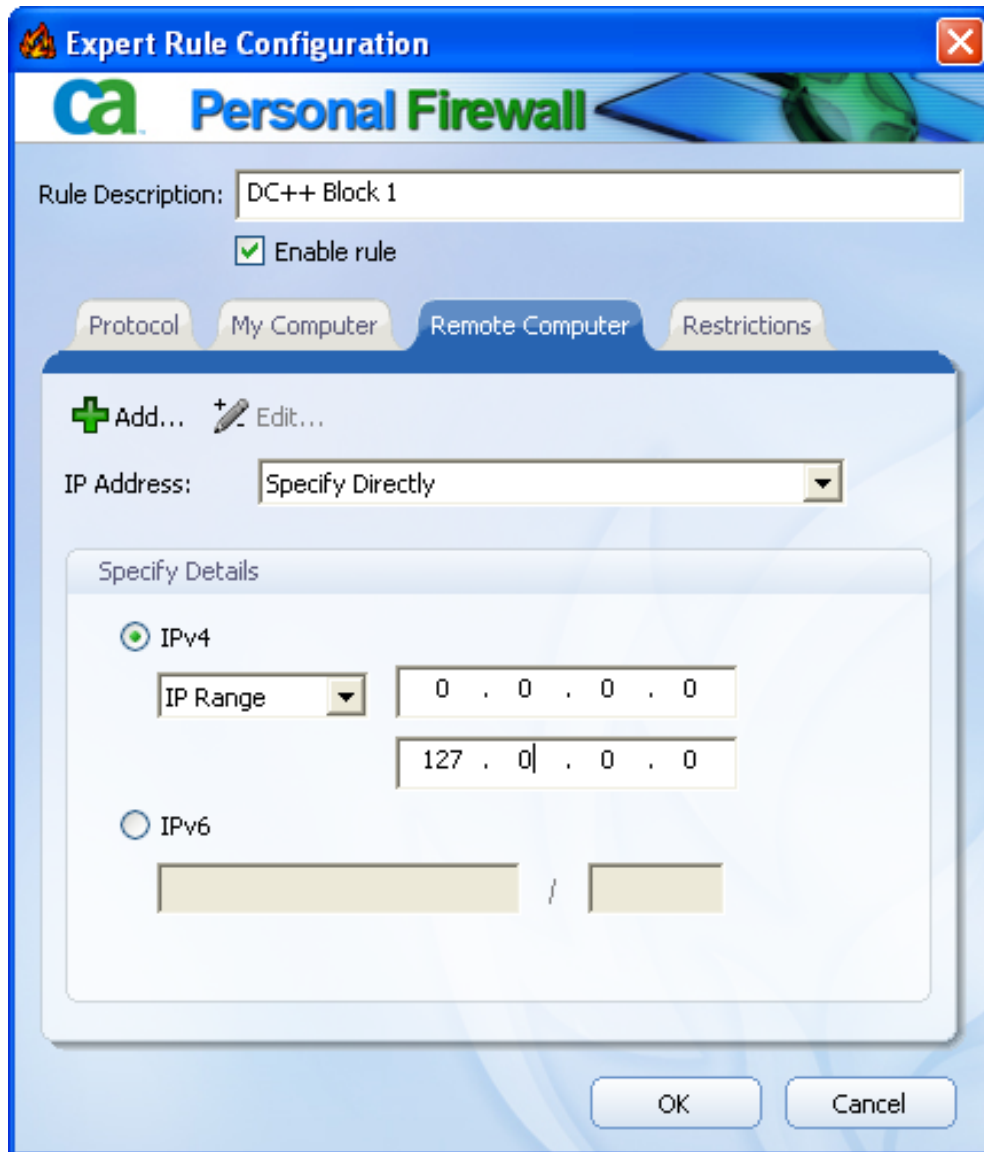 Expert Rule Configuration
ca Personal Firewall
Rule Description: DC++ Block 1
Enable rule
Protocol My Computer Remote Computer Restrictions
Add... Edit...
IP Address: Specify Directly
Specify Details
IPv4
IP Range 0 . 0 . 0 . 0
127 . 0 . 0 . 0
IPv6
/
OK Cancel